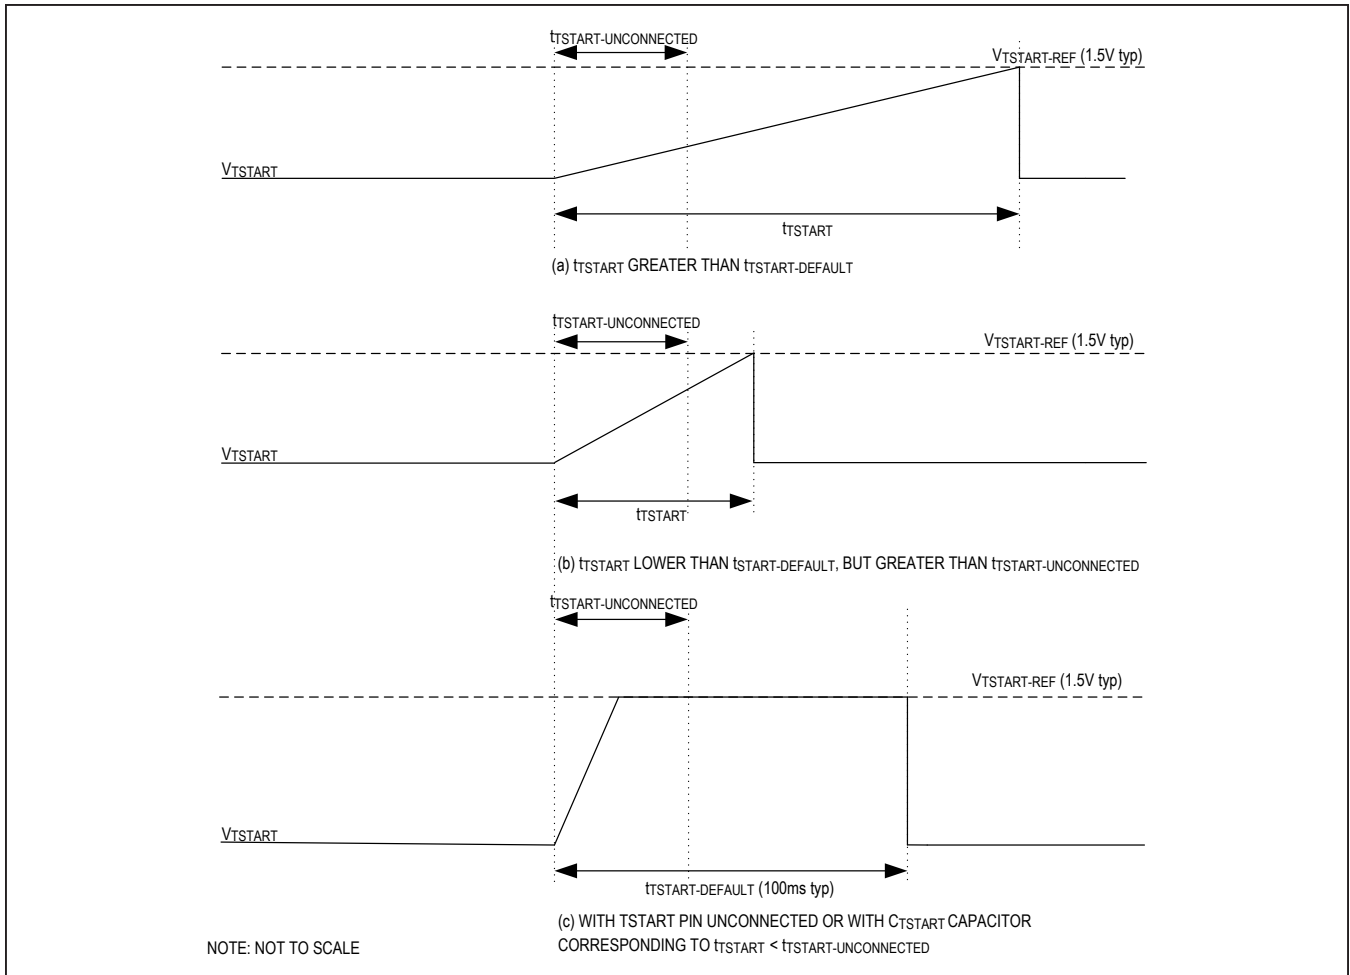 tTSTART-UNCONNECTED
VTSTART-REF (1.5V typ)
VTSTART
tTSTART
(a) tTSTART GREATER THAN tTSTART-DEFAULT
tTSTART-UNCONNECTED
VTSTART-REF (1.5V typ)
VTSTART
tTSTART
(b) tTSTART LOWER THAN tSTART-DEFAULT, BUT GREATER THAN tTSTART-UNCONNECTED
tTSTART-UNCONNECTED
VTSTART-REF (1.5V typ)
VTSTART
tTSTART-DEFAULT (100ms typ)
(c) WITH TSTART PIN UNCONNECTED OR WITH CTSTART CAPACITOR
CORRESPONDING TO tTSTART < tTSTART-UNCONNECTED
NOTE: NOT TO SCALE